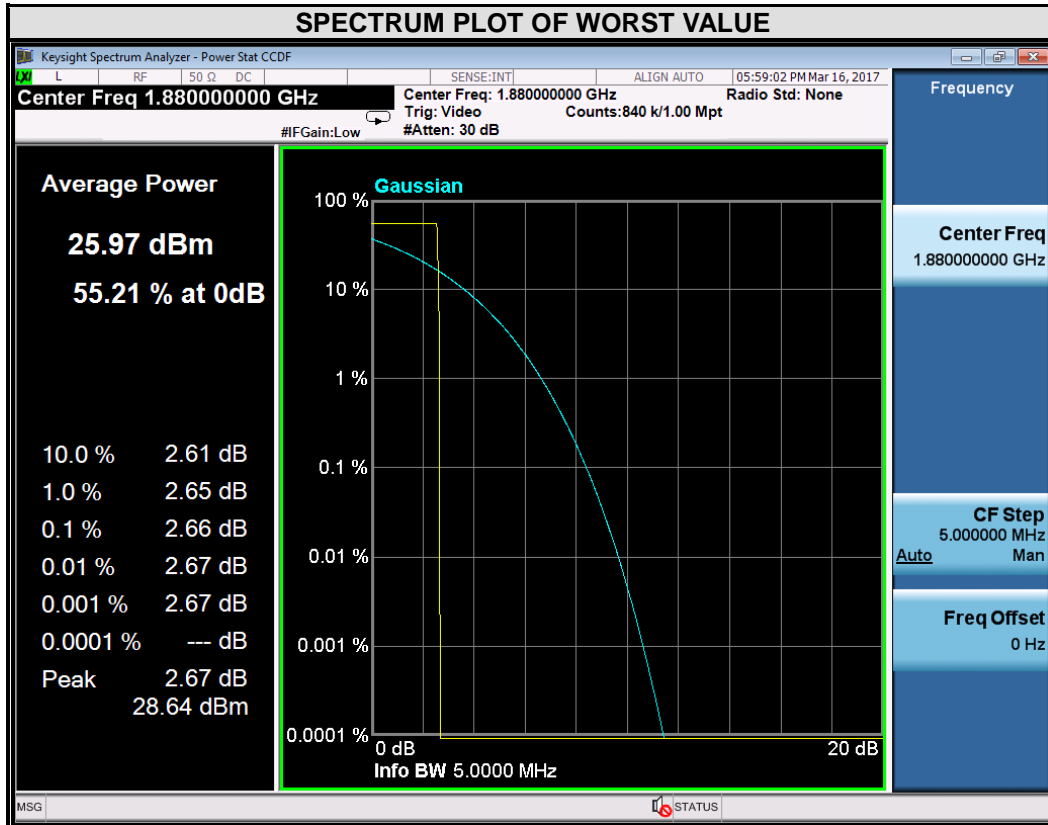 SPECTRUM PLOT OF WORST VALUE
Keysight Spectrum Analyzer - Power Stat CCDF
LXI L RF 50 Ω DC SENSE:INT ALIGN AUTO 05:59:02 PM Mar 16, 2017
Center Freq 1.880000000 GHz
#IFGain:Low
Center Freq: 1.880000000 GHz Radio Std: None
Trig: Video Counts:840 k/1.00 Mpt
#Atten: 30 dB
Average Power
25.97 dBm
55.21 % at 0dB
10.0 % 2.61 dB
1.0 % 2.65 dB
0.1 % 2.66 dB
0.01 % 2.67 dB
0.001 % 2.67 dB
0.0001 % --- dB
Peak 2.67 dB
28.64 dBm
Gaussian
100 %
10 %
1 %
0.1 %
0.01 %
0.001 %
0.0001 %
0 dB 20 dB
Info BW 5.0000 MHz
Frequency
Center Freq
1.880000000 GHz
CF Step
5.000000 MHz
Auto Man
Freq Offset
0 Hz
MSG STATUS